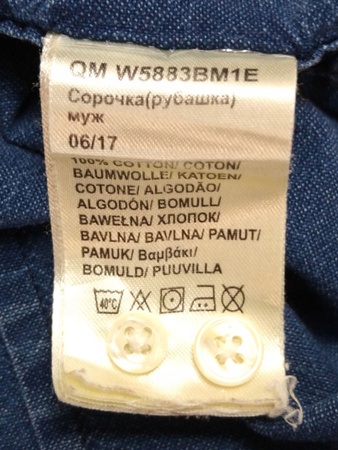 QM W5883BM1E
Сорочка(рубашка)
муж
06/17
100% COTTON/ COTON/
BAUMWOLLE/ KATOEN/
COTONE/ ALGODÃO/
ALGODÓN/ BOMULL/
BAWEŁNA/ ХЛОПОК/
BAVLNA/ BAVLNA/ PAMUT/
PAMUK/ Βαμβάκι/
BOMULD/ PUUVILLA
40°C